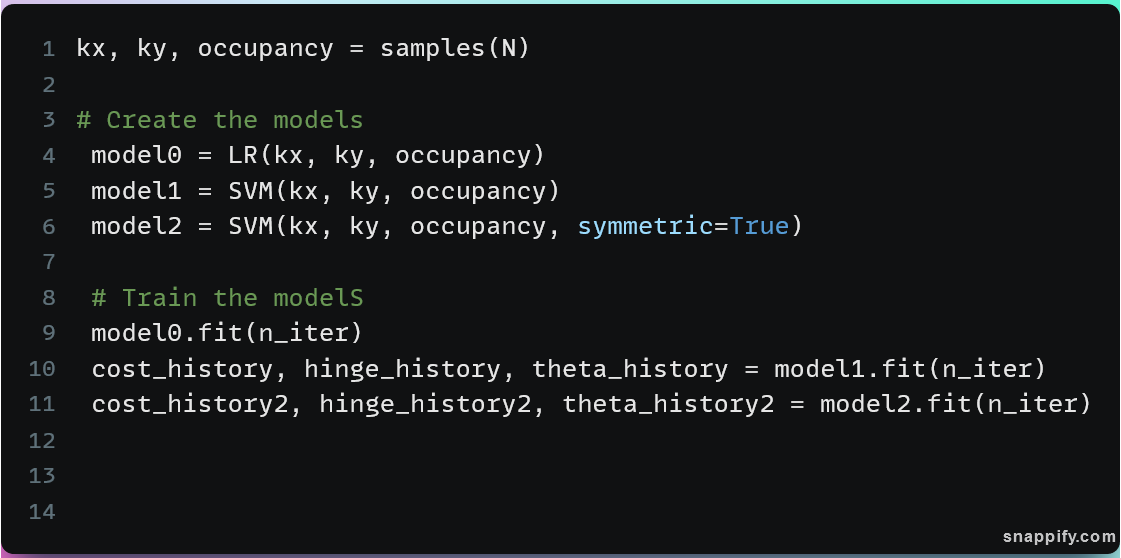 1 kx, ky, occupancy = samples(N)
2
3 # Create the models
4 model0 = LR(kx, ky, occupancy)
5 model1 = SVM(kx, ky, occupancy)
6 model2 = SVM(kx, ky, occupancy, symmetric=True)
7
8 # Train the modelS
9 model0.fit(n_iter)
10 cost_history, hinge_history, theta_history = model1.fit(n_iter)
11 cost_history2, hinge_history2, theta_history2 = model2.fit(n_iter)
12
13
14
snappify.com